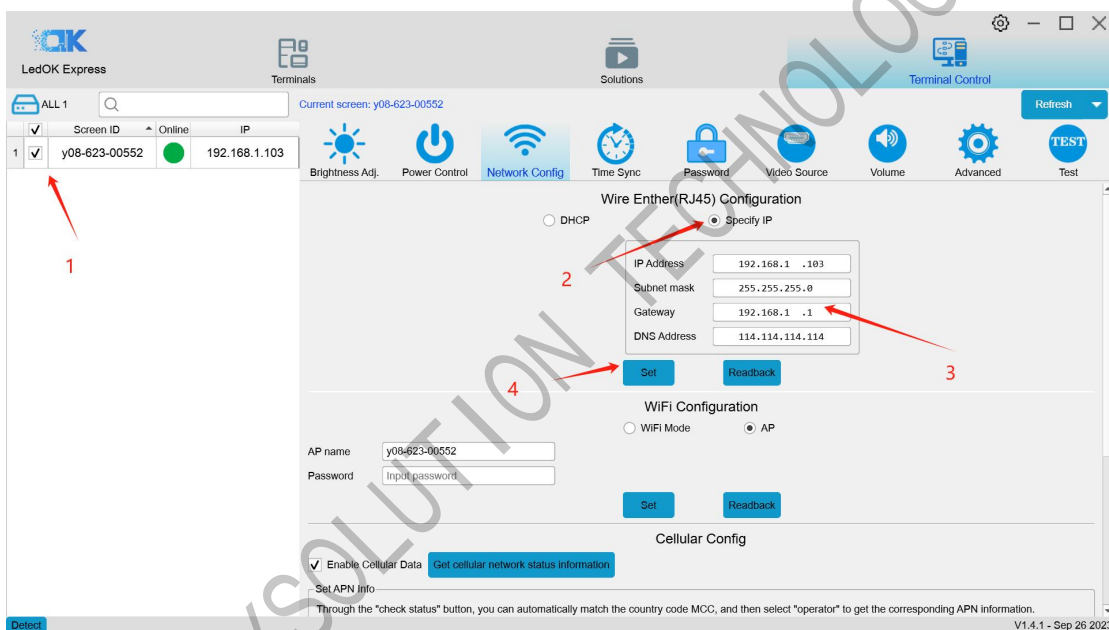 LedOK Express
Terminals
Solutions
Terminal Control
ALL 1
Current screen: y08-623-00552
Refresh
Screen ID Online IP
1 y08-623-00552 192.168.1.103
Brightness Adj. Power Control Network Config Time Sync Password Video Source Volume Advanced Test
TEST
1
Wire Enther(RJ45) Configuration
DHCP Specify IP
2
IP Address 192.168.1 .103
Subnet mask 255.255.255.0
Gateway 192.168.1 .1
DNS Address 114.114.114.114
3
4
Set Readback
WiFi Configuration
WiFi Mode AP
AP name y08-623-00552
Password Input password
Set Readback
Cellular Config
Enable Cellular Data Get cellular network status information
Set APN Info
Through the "check status" button, you can automatically match the country code MCC, and then select "operator" to get the corresponding APN information.
Detect V1.4.1 - Sep 26 2023
YSOLUTION TECHNOLOG